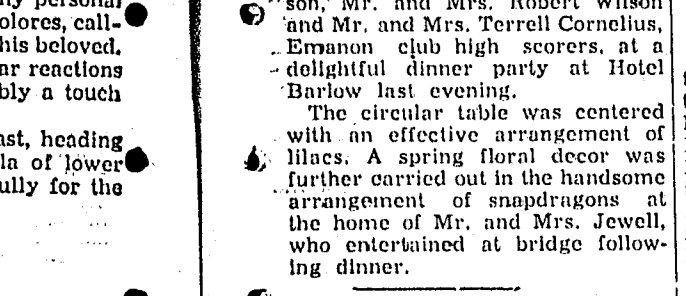 ny personal
olores, call-
his beloved.
ar reactions
bly a touch
ast, heading
la of lower
ully for the
son, Mr. and Mrs. Robert Wilson
and Mr. and Mrs. Terrell Cornelius,
Emanon club high scorers, at a
delightful dinner party at Hotel
Barlow last evening.
The circular table was centered
with an effective arrangement of
lilacs. A spring floral decor was
further carried out in the handsome
arrangement of snapdragons at
the home of Mr. and Mrs. Jewell,
who entertained at bridge follow-
ing dinner.